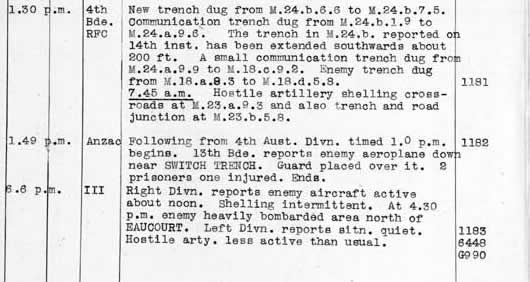 1.30 p.m. 4th New trench dug from M.24.b.6.6 to M.24.b.7.5.
Bde. Communication trench dug from M.24.b.1.9 to
RFC M.24.a.9.6. The trench in M.24.b. reported on
14th inst. has been extended southwards about
200 ft. A small communication trench dug from
M.24.a.9.9 to M.18.c.9.2. Enemy trench dug
from M.18.a.8.3 to M.18.d.5.8. 1181
7.45 a.m. Hostile artillery shelling cross-
roads at M.23.a.9.3 and also trench and road
junction at M.23.b.5.8.
1.49 p.m. Anzac Following from 4th Aust. Divn. timed 1.0 p.m. 1182
begins. 13th Bde. reports enemy aeroplane down
near SWITCH TRENCH. Guard placed over it. 2
prisoners one injured. Ends.
6.6 p.m. III Right Divn. reports enemy aircraft active
about noon. Shelling intermittent. At 4.30
p.m. enemy heavily bombarded area north of
EAUCOURT. Left Divn. reports sitn. quiet. 1183
Hostile arty. less active than usual. 6448
G990